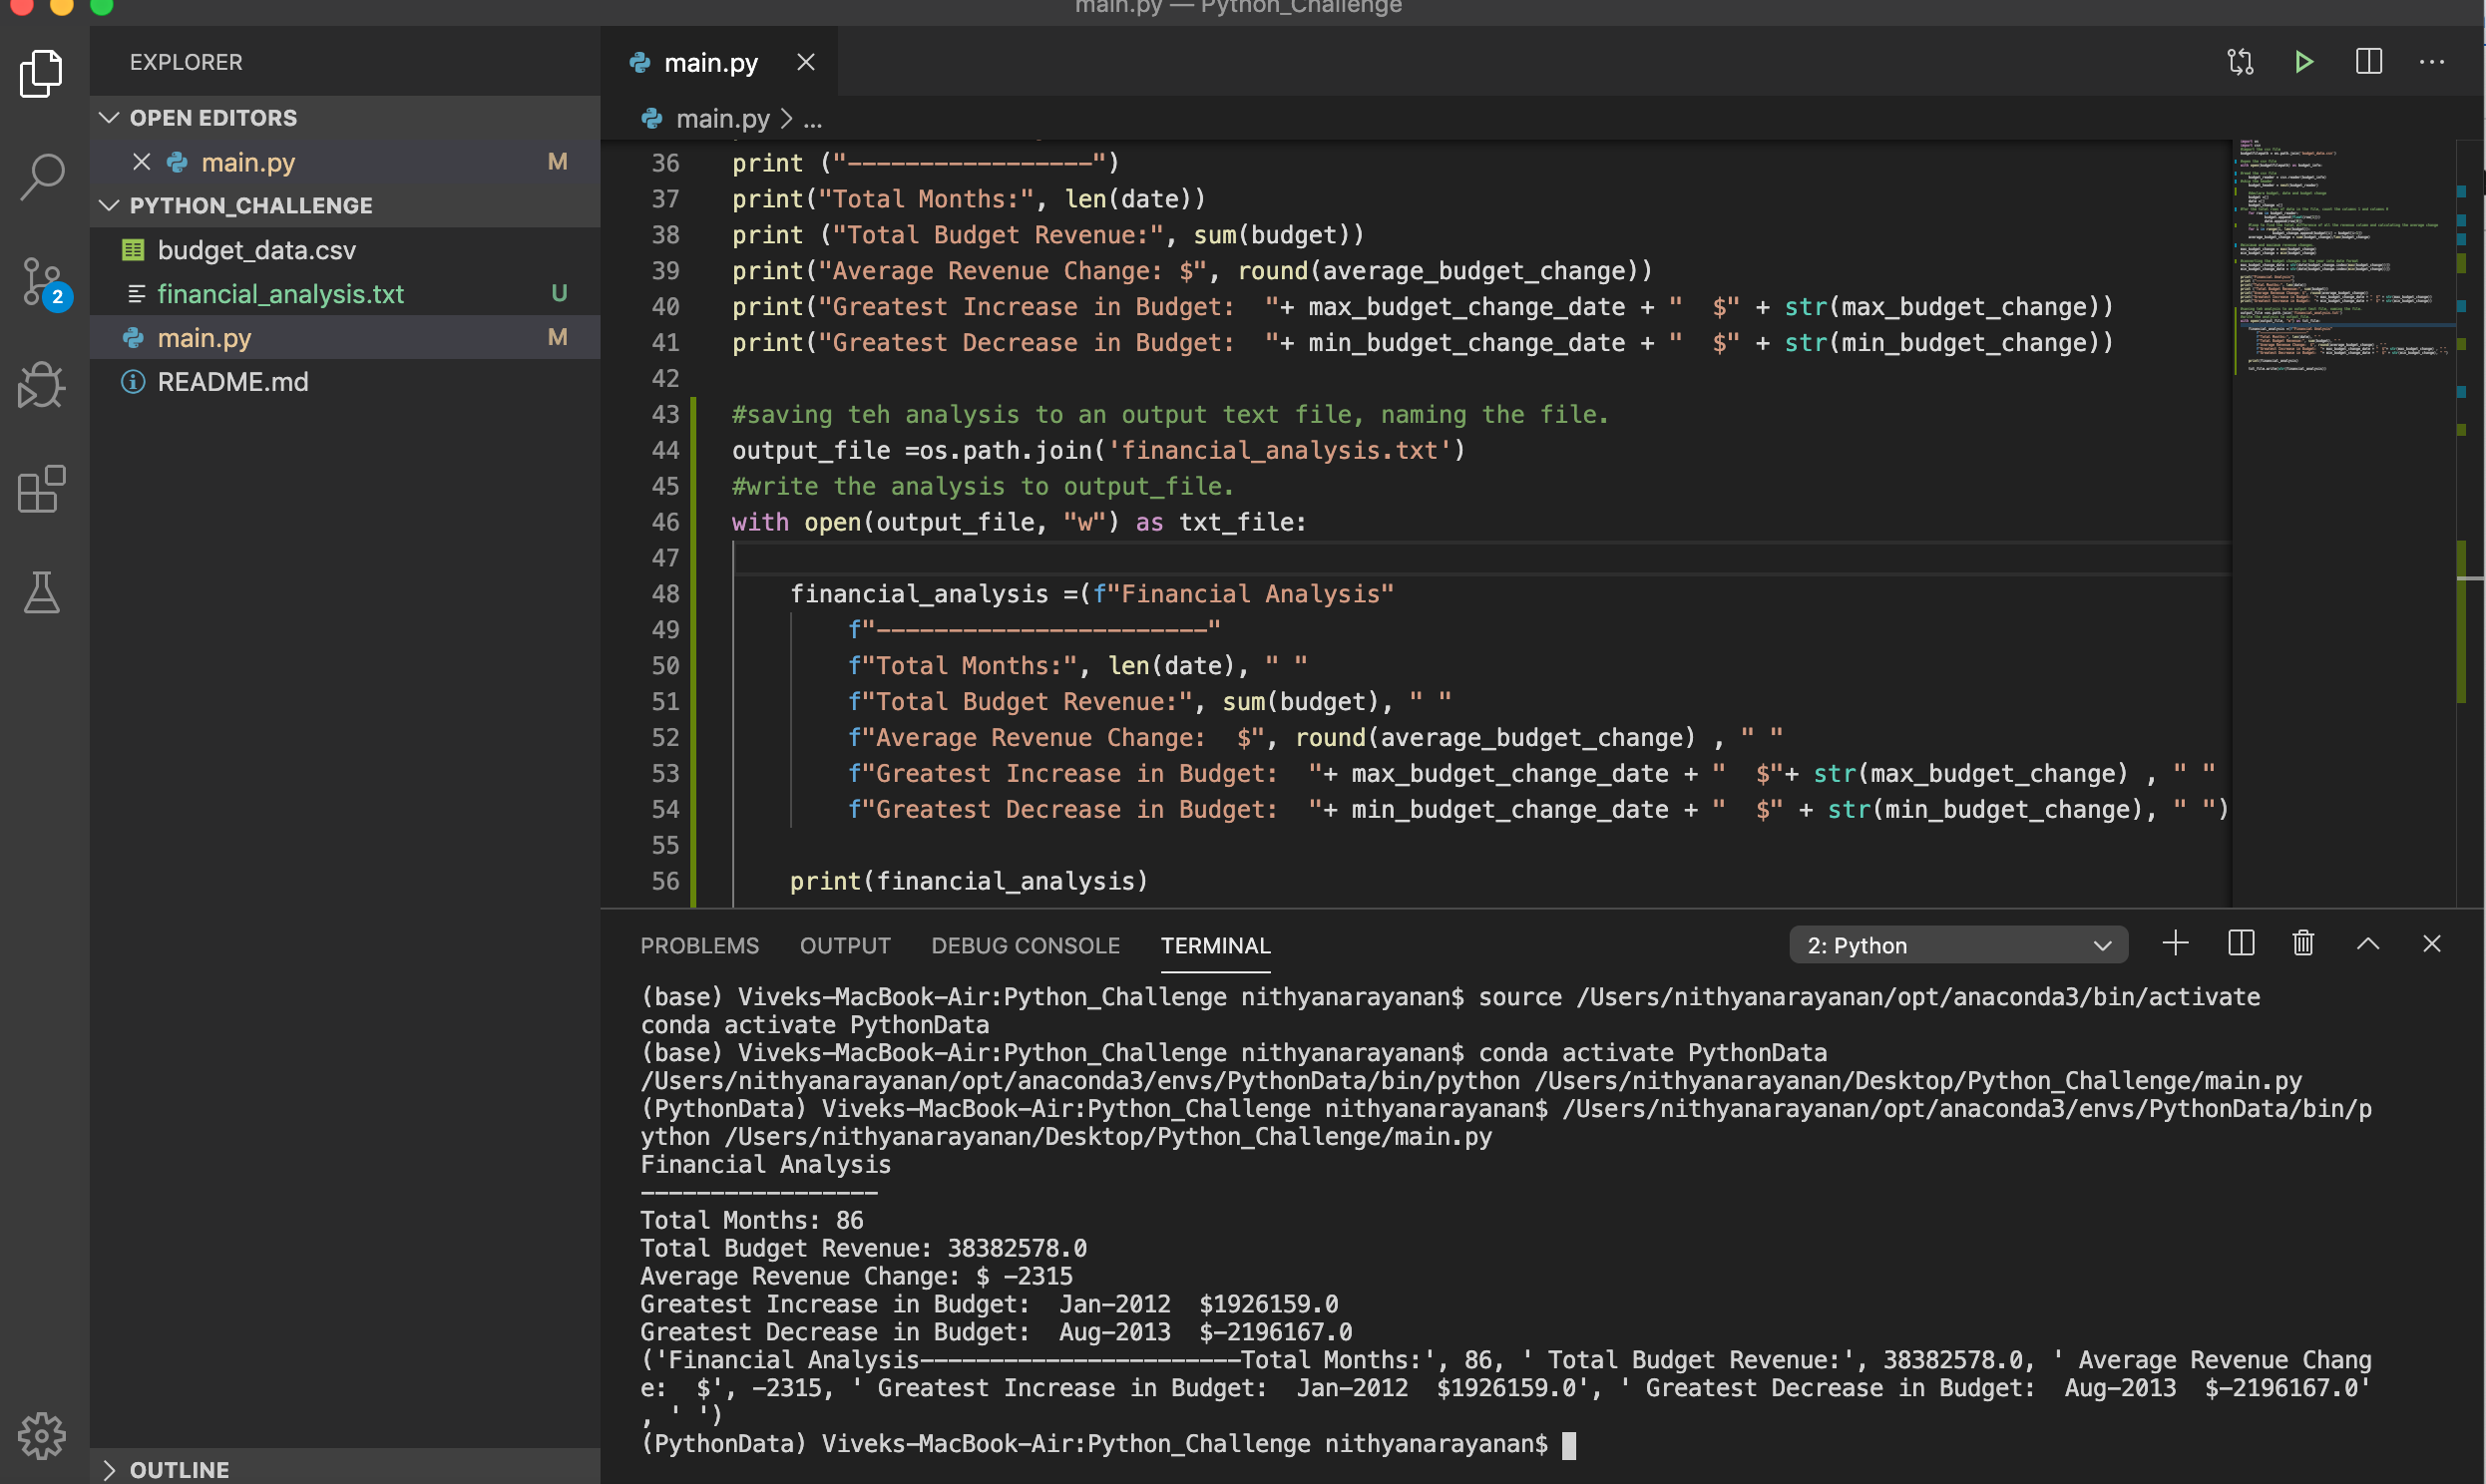 main.py — Python_Challenge
EXPLORER
OPEN EDITORS
main.py M
PYTHON_CHALLENGE
budget_data.csv
financial_analysis.txt U
main.py M
README.md
2
OUTLINE
main.py
main.py > ...
36 print ("-----------------")
37 print("Total Months:", len(date))
38 print ("Total Budget Revenue:", sum(budget))
39 print("Average Revenue Change: $", round(average_budget_change))
40 print("Greatest Increase in Budget:  "+ max_budget_change_date + "  $" + str(max_budget_change))
41 print("Greatest Decrease in Budget:  "+ min_budget_change_date + "  $" + str(min_budget_change))
42
43 #saving teh analysis to an output text file, naming the file.
44 output_file =os.path.join('financial_analysis.txt')
45 #write the analysis to output_file.
46 with open(output_file, "w") as txt_file:
47
48 financial_analysis =(f"Financial Analysis"
49 f"-----------------------"
50 f"Total Months:", len(date), " "
51 f"Total Budget Revenue:", sum(budget), " "
52 f"Average Revenue Change:  $", round(average_budget_change) , " "
53 f"Greatest Increase in Budget:  "+ max_budget_change_date + "  $"+ str(max_budget_change) , " "
54 f"Greatest Decrease in Budget:  "+ min_budget_change_date + "  $" + str(min_budget_change), " ")
55
56 print(financial_analysis)
PROBLEMS OUTPUT DEBUG CONSOLE TERMINAL 2: Python
(base) Viveks-MacBook-Air:Python_Challenge nithyanarayanan$ source /Users/nithyanarayanan/opt/anaconda3/bin/activate
conda activate PythonData
(base) Viveks-MacBook-Air:Python_Challenge nithyanarayanan$ conda activate PythonData
/Users/nithyanarayanan/opt/anaconda3/envs/PythonData/bin/python /Users/nithyanarayanan/Desktop/Python_Challenge/main.py
(PythonData) Viveks-MacBook-Air:Python_Challenge nithyanarayanan$ /Users/nithyanarayanan/opt/anaconda3/envs/PythonData/bin/p
ython /Users/nithyanarayanan/Desktop/Python_Challenge/main.py
Financial Analysis
-----------------
Total Months: 86
Total Budget Revenue: 38382578.0
Average Revenue Change: $ -2315
Greatest Increase in Budget:  Jan-2012  $1926159.0
Greatest Decrease in Budget:  Aug-2013  $-2196167.0
('Financial Analysis-----------------------Total Months:', 86, ' Total Budget Revenue:', 38382578.0, ' Average Revenue Chang
e:  $', -2315, ' Greatest Increase in Budget:  Jan-2012  $1926159.0', ' Greatest Decrease in Budget:  Aug-2013  $-2196167.0'
, ' ')
(PythonData) Viveks-MacBook-Air:Python_Challenge nithyanarayanan$